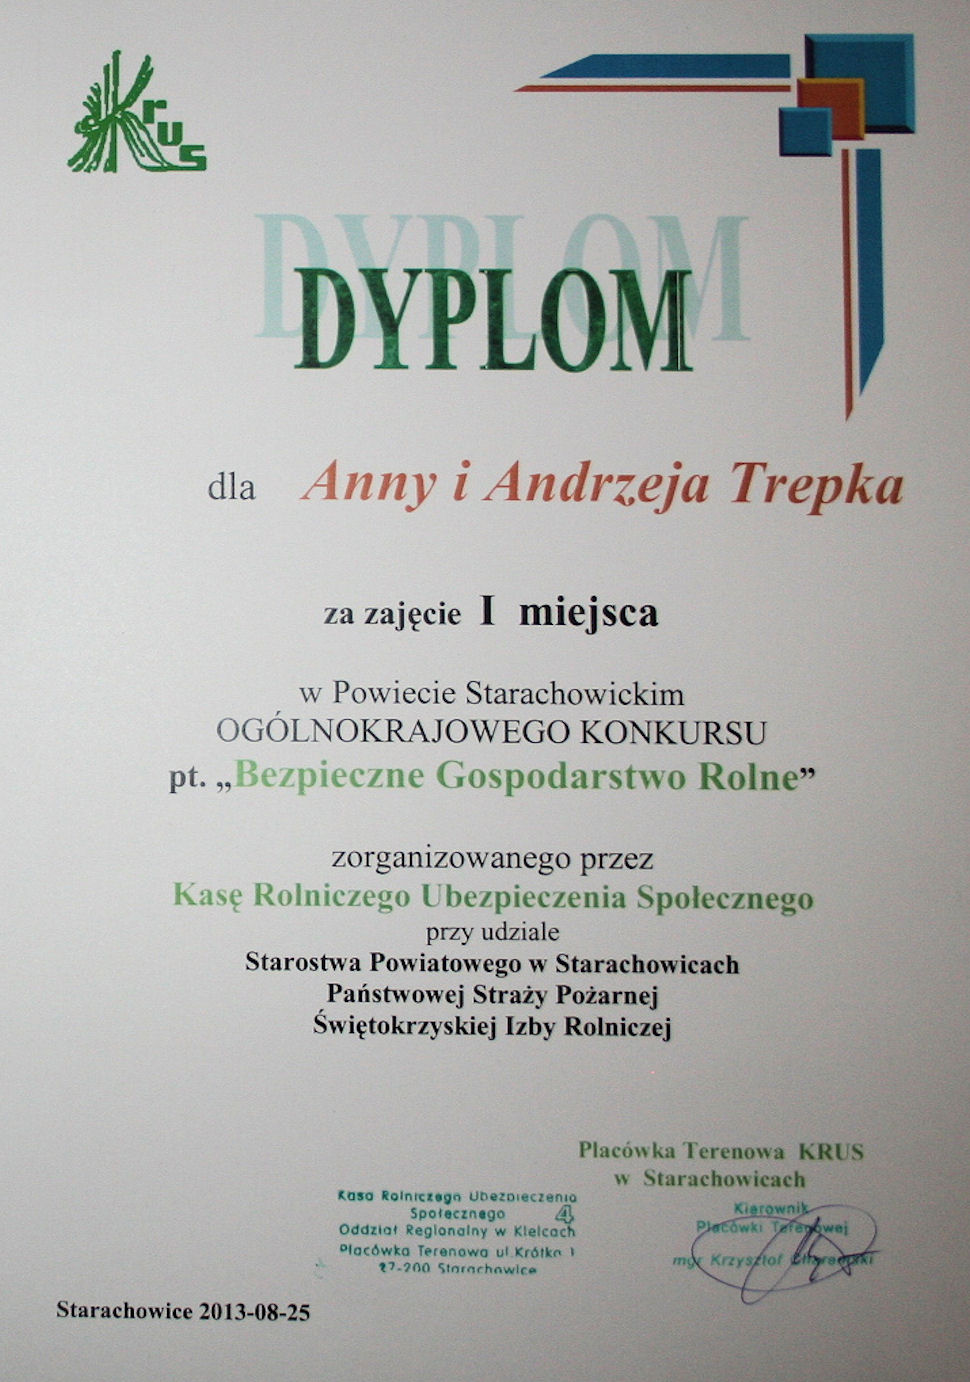 Krus
DYPLOM
dla Anny i Andrzeja Trepka
za zajęcie I miejsca
w Powiecie Starachowickim
OGÓLNOKRAJOWEGO KONKURSU
pt. „Bezpieczne Gospodarstwo Rolne”
zorganizowanego przez
Kasę Rolniczego Ubezpieczenia Społecznego
przy udziale
Starostwa Powiatowego w Starachowicach
Państwowej Straży Pożarnej
Świętokrzyskiej Izby Rolniczej
Placówka Terenowa KRUS
w Starachowicach
Kasa Rolniczego Ubezpieczenia
Społecznego 4
Oddział Regionalny w Kielcach
Placówka Terenowa ul.Krótka 1
27-200 Starachowice
Kierownik
Placówki Terenowej
mgr Krzysztof
Starachowice 2013-08-25